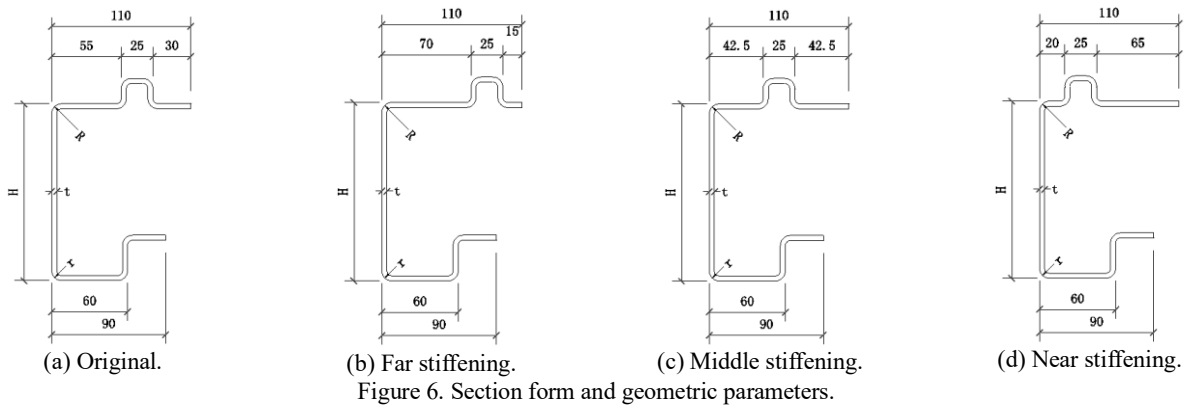 110
55 25 30
R
H
t
r
60
90
(a) Original.
110
70 25 15
R
H
t
r
60
90
(b) Far stiffening.
110
42.5 25 42.5
R
H
t
r
60
90
(c) Middle stiffening.
110
20 25 65
R
H
t
r
60
90
(d) Near stiffening.
Figure 6. Section form and geometric parameters.